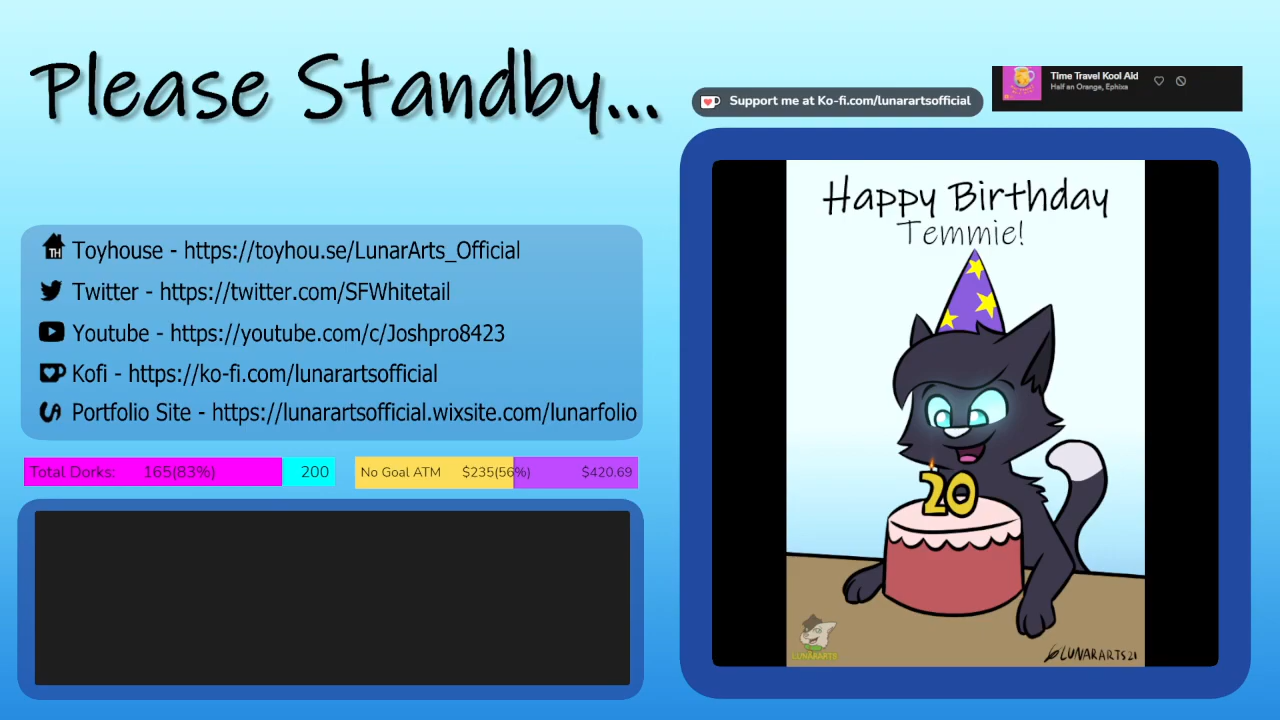 Please Standby...
Support me at Ko-fi.com/lunarartsofficial
Time Travel Kool Aid
Half an Orange, Ephixa
Happy Birthday
Temmie!
TH
Toyhouse - https://toyhou.se/LunarArts_Official
Twitter - https://twitter.com/SFWhitetail
Youtube - https://youtube.com/c/Joshpro8423
Kofi - https://ko-fi.com/lunarartsofficial
Portfolio Site - https://lunarartsofficial.wixsite.com/lunarfolio
Total Dorks: 165(83%) 200
No Goal ATM $235(56%) $420.69
20
LUNARARTS
LUNARARTS21